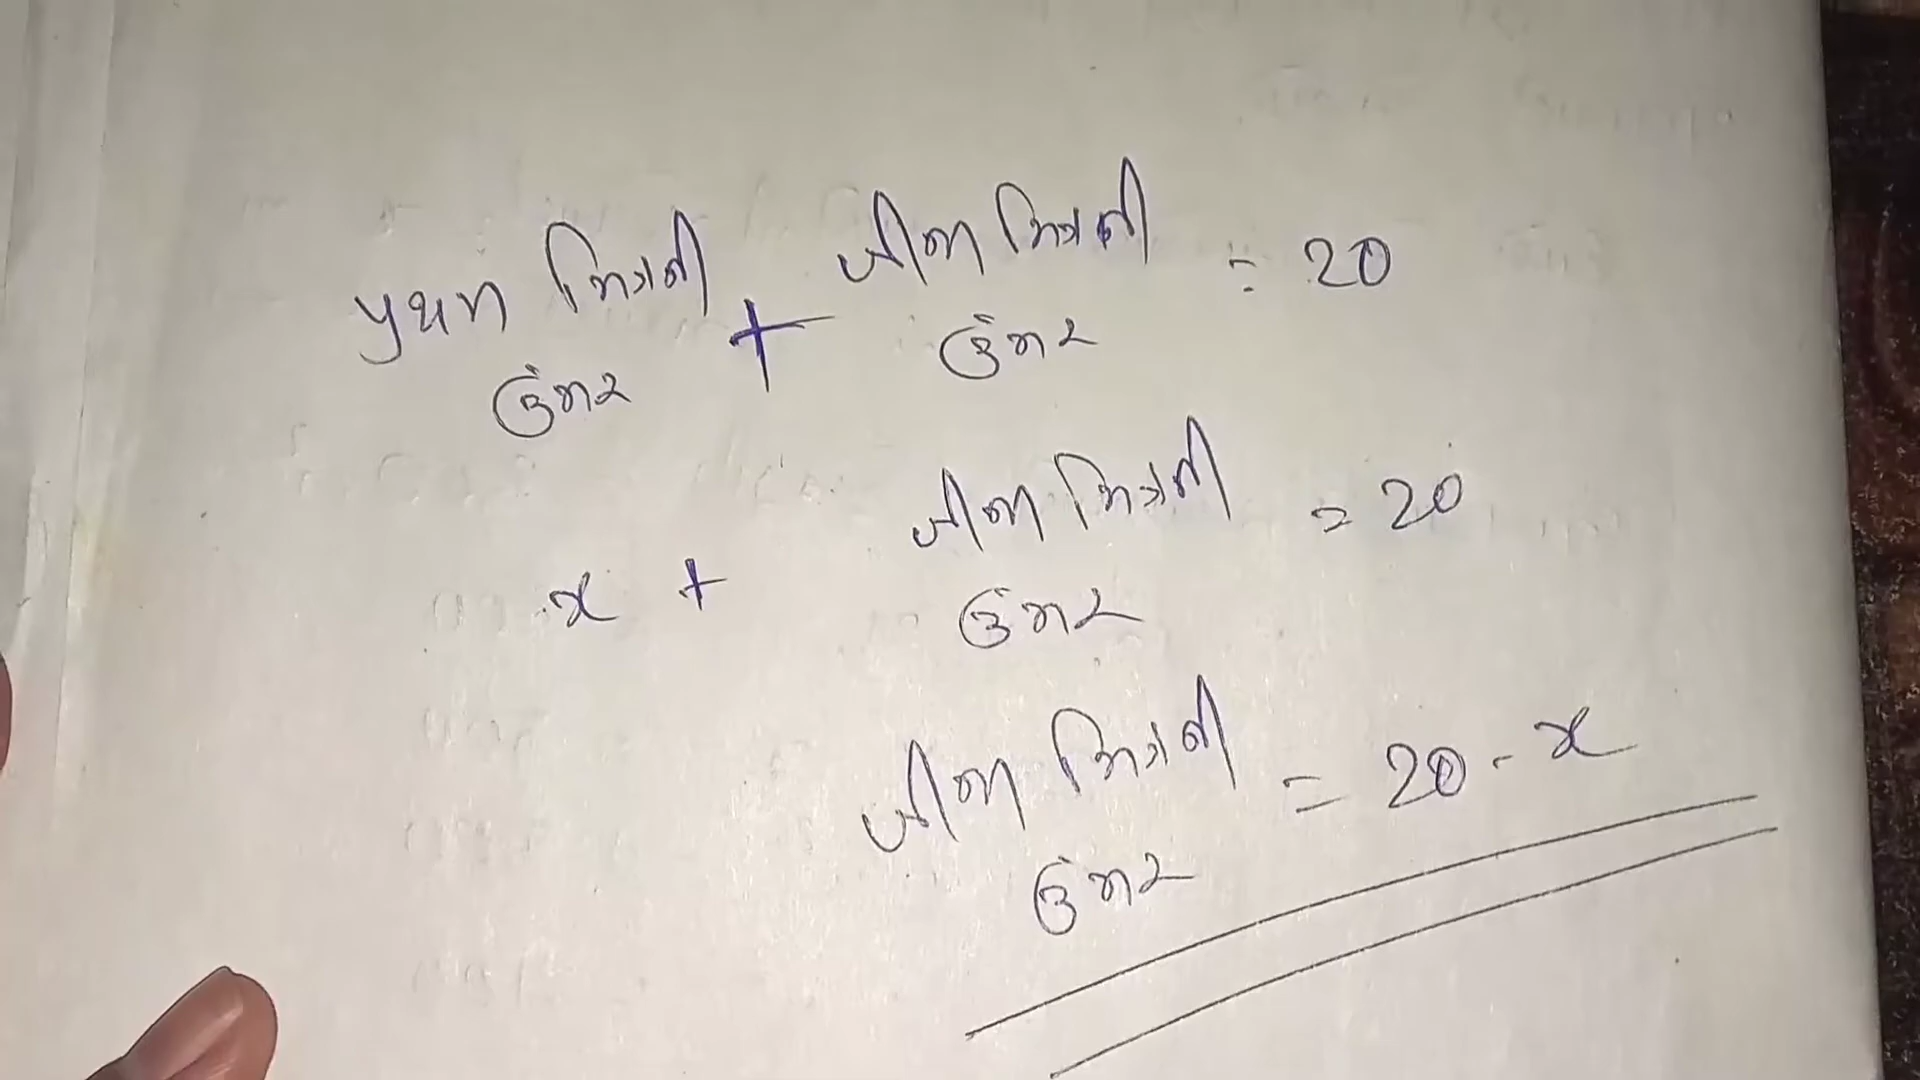 પ્રથમ મિત્રની + બીજા મિત્રની = 20
ઉંમર ઉંમર
x + બીજા મિત્રની = 20
ઉંમર
બીજા મિત્રની = 20 - x
ઉંમર